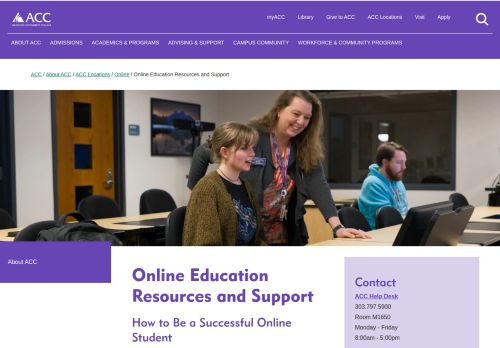 ACC
myACC Library Give to ACC ACC Locations Visit Apply
ABOUT ACC ADMISSIONS ACADEMICS & PROGRAMS ADVISING & SUPPORT CAMPUS COMMUNITY WORKFORCE & COMMUNITY PROGRAMS
ACC / About ACC / ACC Locations / Online / Online Education Resources and Support
About ACC
Online Education
Resources and Support
How to Be a Successful Online
Student
Contact
ACC Help Desk
303.797.5900
Room M1650
Monday - Friday
8:00am - 5:00pm